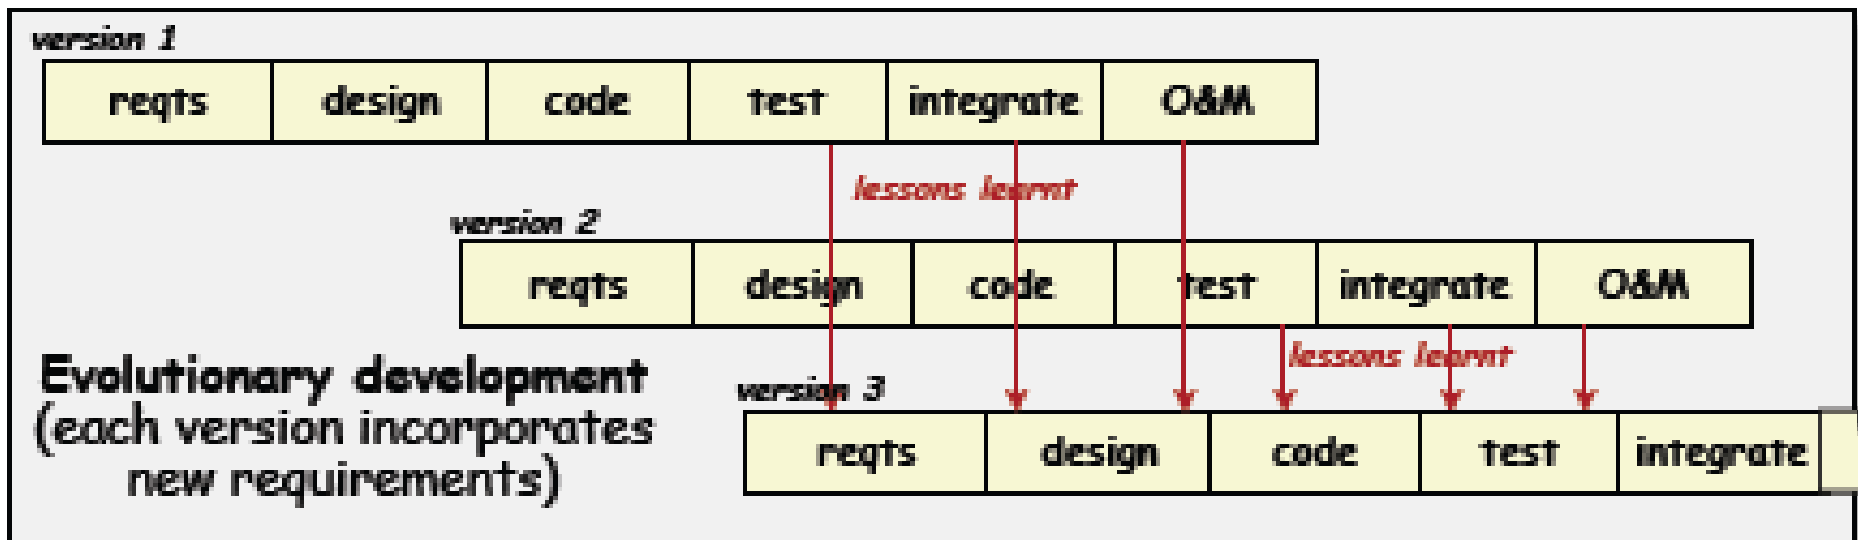 version 1
reqts design code test integrate O&M
lessons learnt
version 2
reqts design code test integrate O&M
lessons learnt
Evolutionary development
(each version incorporates
new requirements)
version 3
reqts design code test integrate